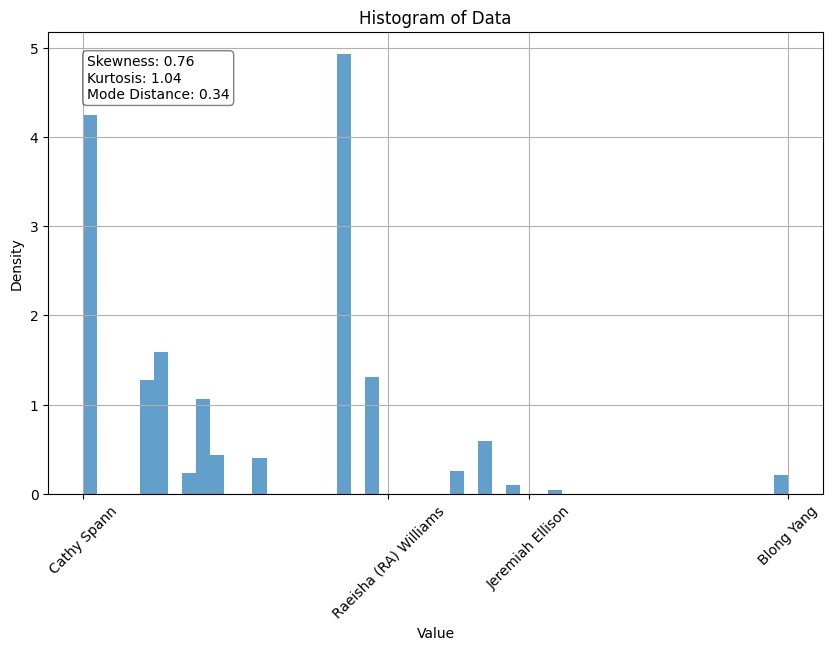 Histogram of Data
Skewness: 0.76
Kurtosis: 1.04
Mode Distance: 0.34
5
4
3
2
1
0
Density
Cathy Spann
Raeisha (RA) Williams
Jeremiah Ellison
Blong Yang
Value